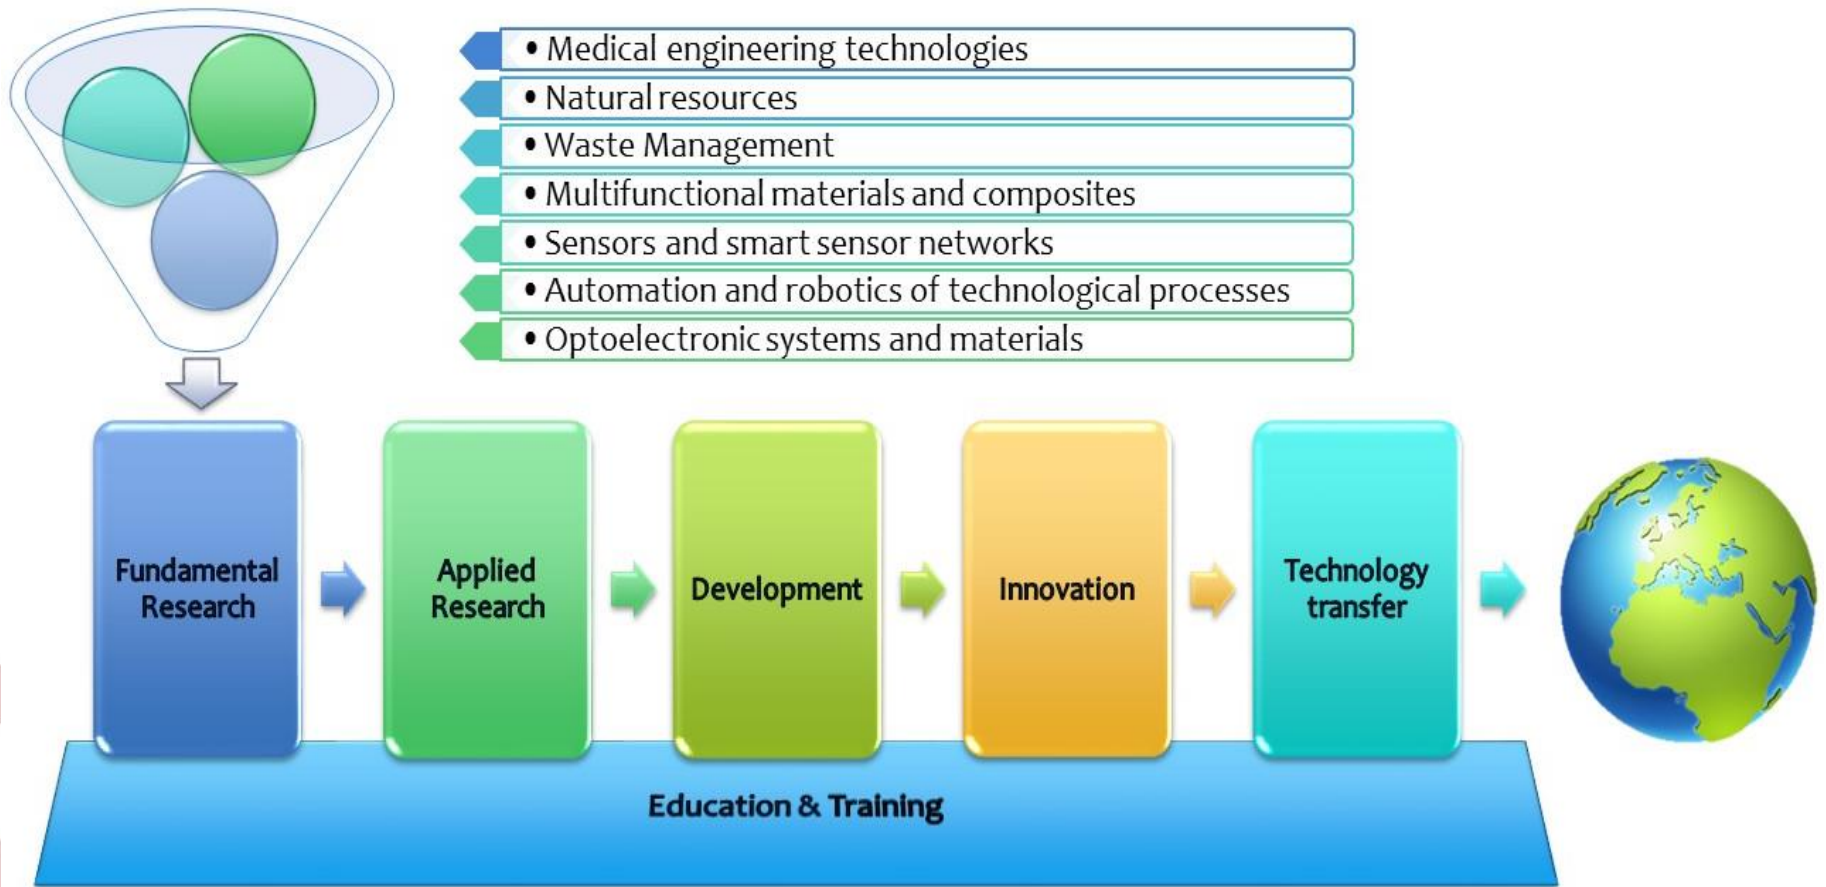 • Medical engineering technologies
• Natural resources
• Waste Management
• Multifunctional materials and composites
• Sensors and smart sensor networks
• Automation and robotics of technological processes
• Optoelectronic systems and materials
Fundamental
Research
Applied
Research
Development
Innovation
Technology
transfer
Education & Training